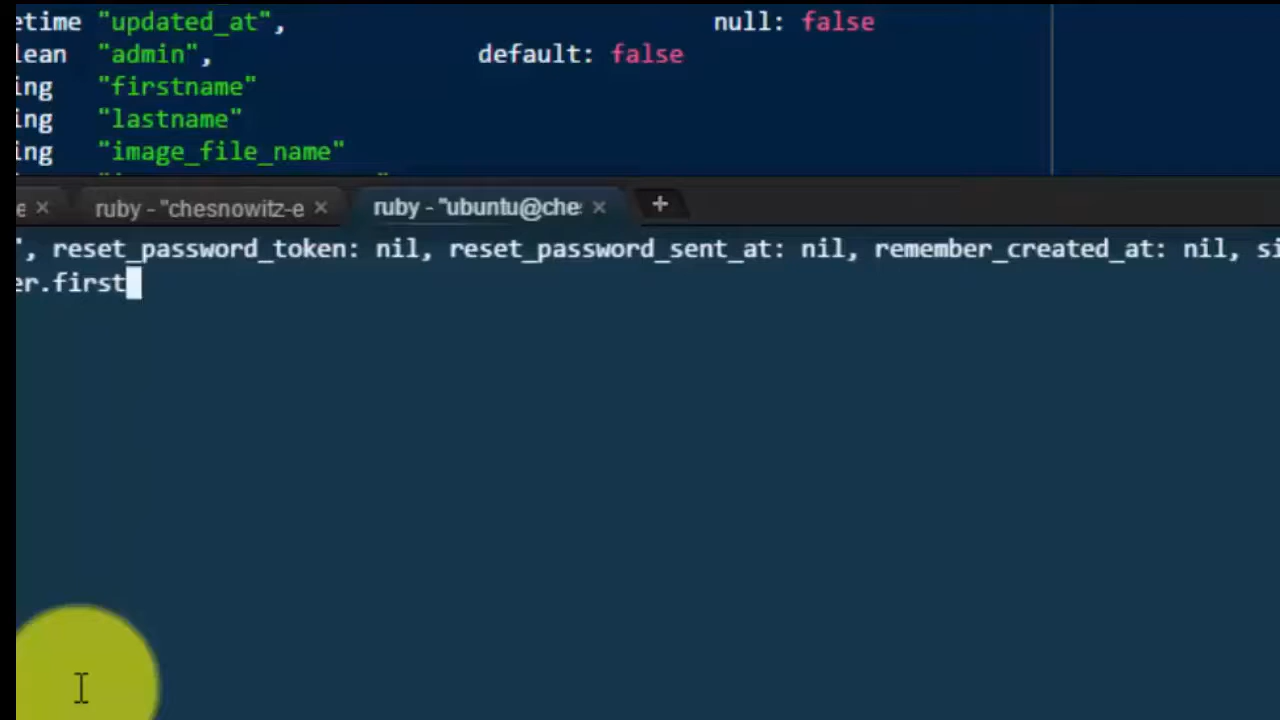 etime "updated_at", null: false
lean "admin", default: false
ing "firstname"
ing "lastname"
ing "image_file_name"
e × ruby - "chesnowitz-e × ruby - "ubuntu@che: × +
", reset_password_token: nil, reset_password_sent_at: nil, remember_created_at: nil, si
er.first